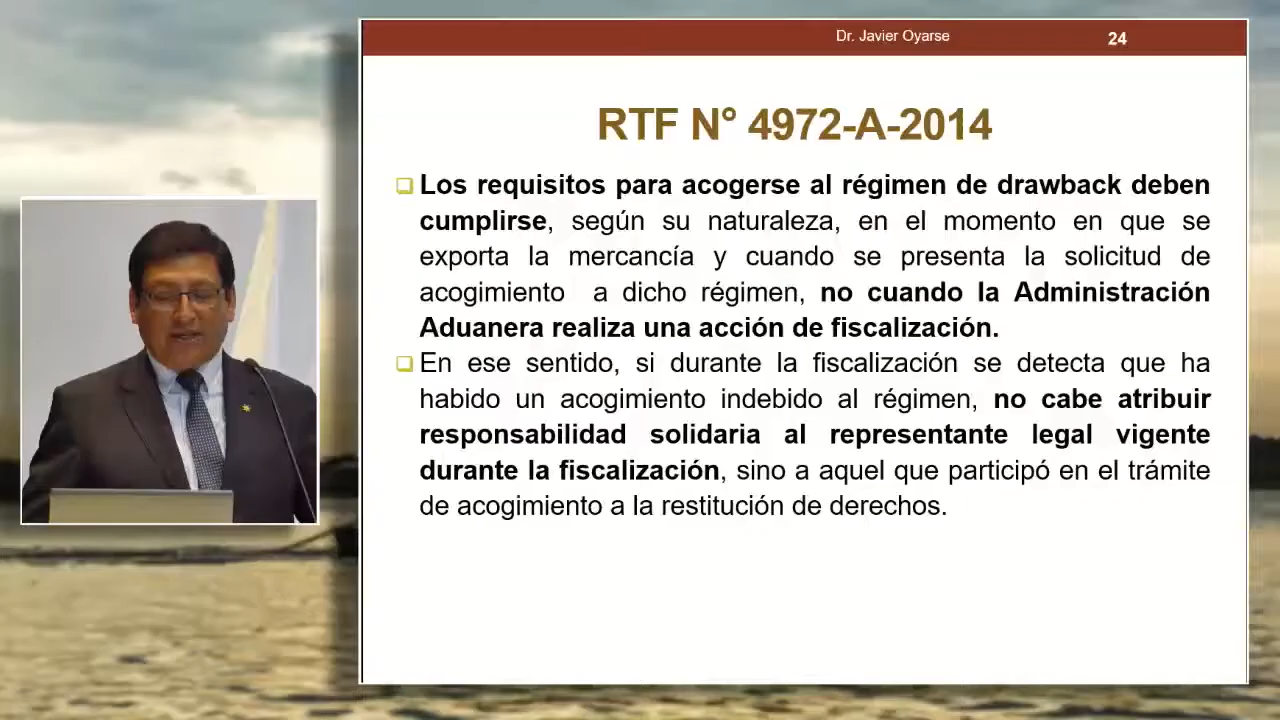 Dr. Javier Oyarse
24
RTF N° 4972-A-2014
Los requisitos para acogerse al régimen de drawback deben
cumplirse, según su naturaleza, en el momento en que se
exporta la mercancía y cuando se presenta la solicitud de
acogimiento a dicho régimen, no cuando la Administración
Aduanera realiza una acción de fiscalización.
En ese sentido, si durante la fiscalización se detecta que ha
habido un acogimiento indebido al régimen, no cabe atribuir
responsabilidad solidaria al representante legal vigente
durante la fiscalización, sino a aquel que participó en el trámite
de acogimiento a la restitución de derechos.